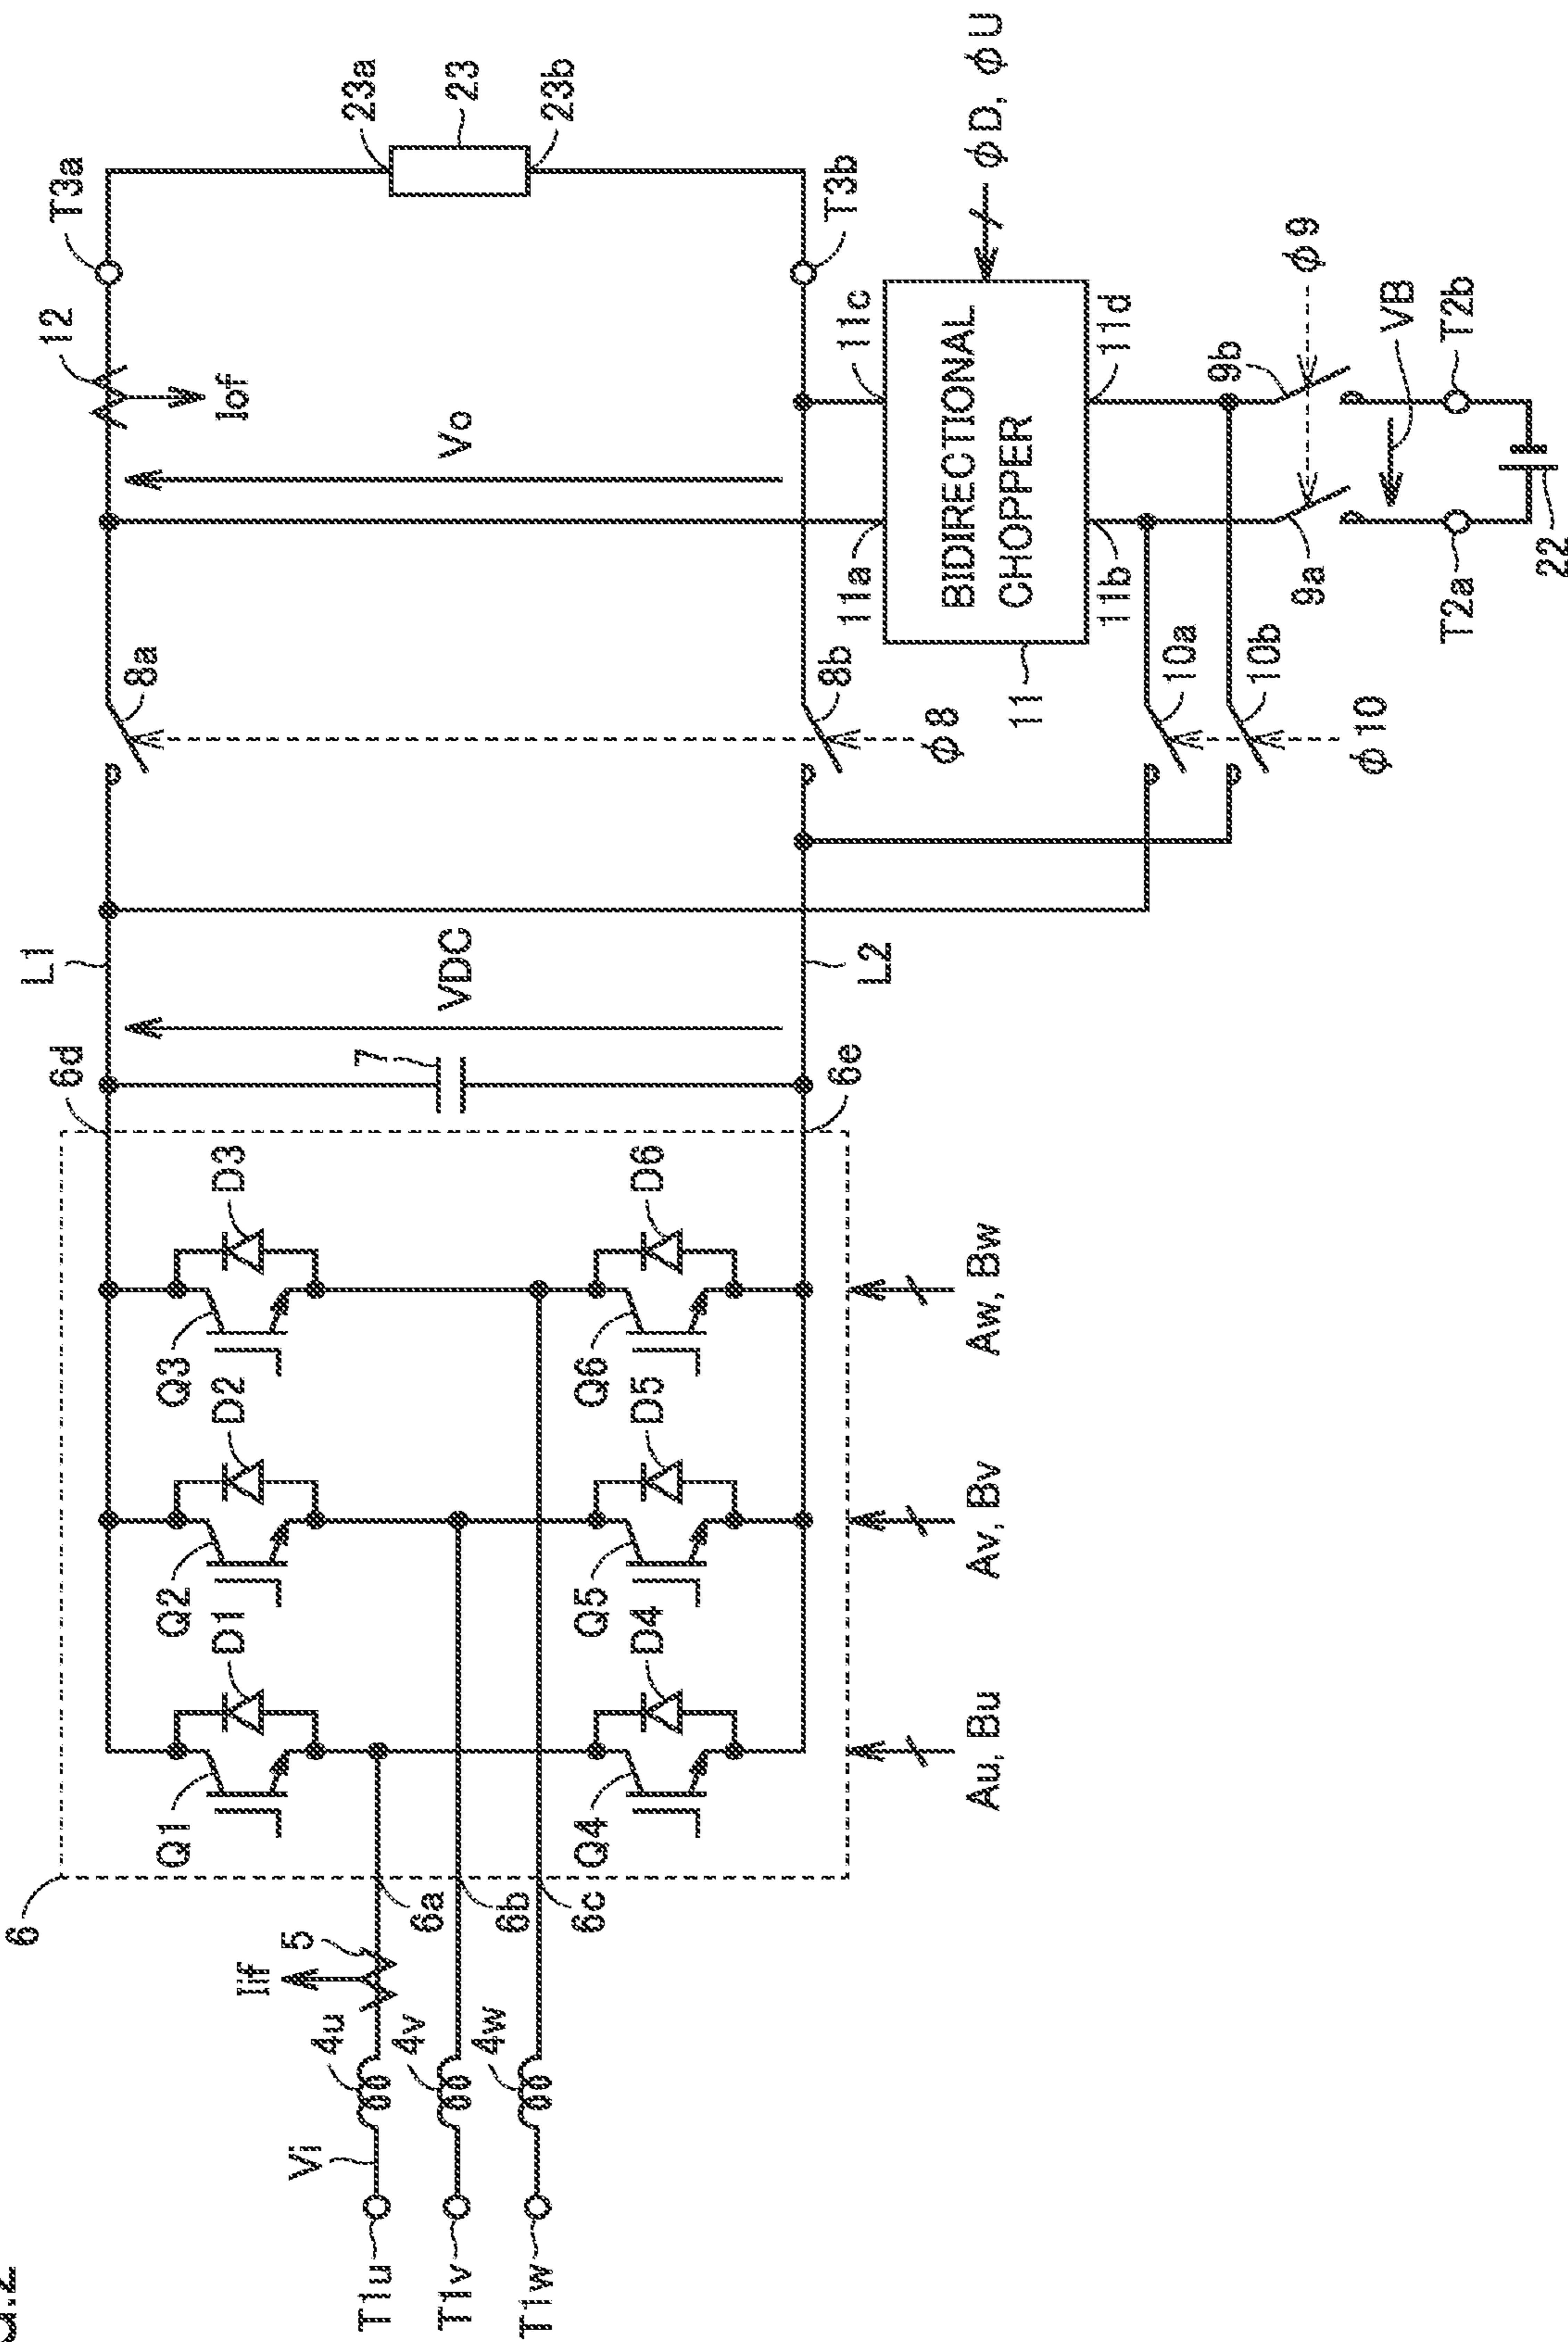 6
6d
L1
8a
12
T3a
Q1
D1
Q2
D2
Q3
D3
Iif
5
7
VDC
Vo
Iof
23a
23
23b
Vi
4u
4v
4w
6a
6b
6c
T1u
T1v
T1w
Q4
D4
Q5
D5
Q6
D6
6e
L2
8b
11a
11c
T3b
φ8
BIDIRECTIONAL
CHOPPER
φD, φU
11
11b
11d
Au, Bu
Av, Bv
Aw, Bw
10a
10b
φ10
9a
9b
φ9
VB
T2a
T2b
22